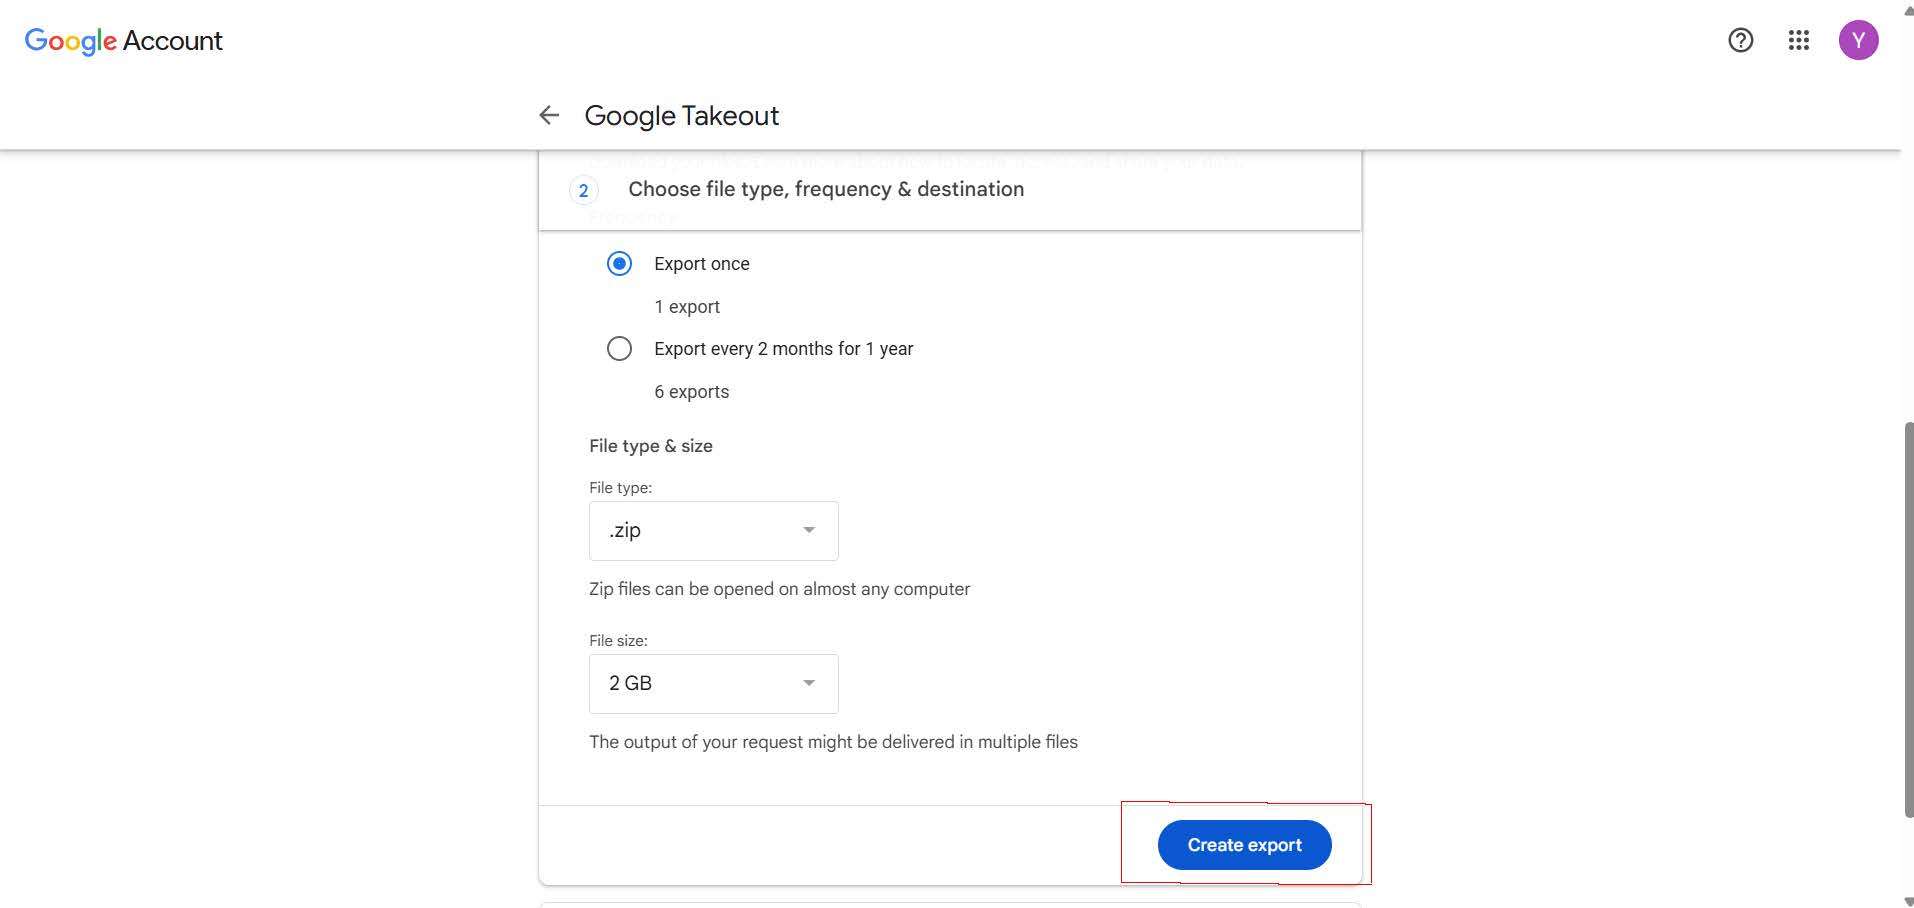 Google Account
Y
Google Takeout
2 Choose file type, frequency & destination
Frequency:
Export once
1 export
Export every 2 months for 1 year
6 exports
File type & size
File type:
.zip
Zip files can be opened on almost any computer
File size:
2 GB
The output of your request might be delivered in multiple files
Create export